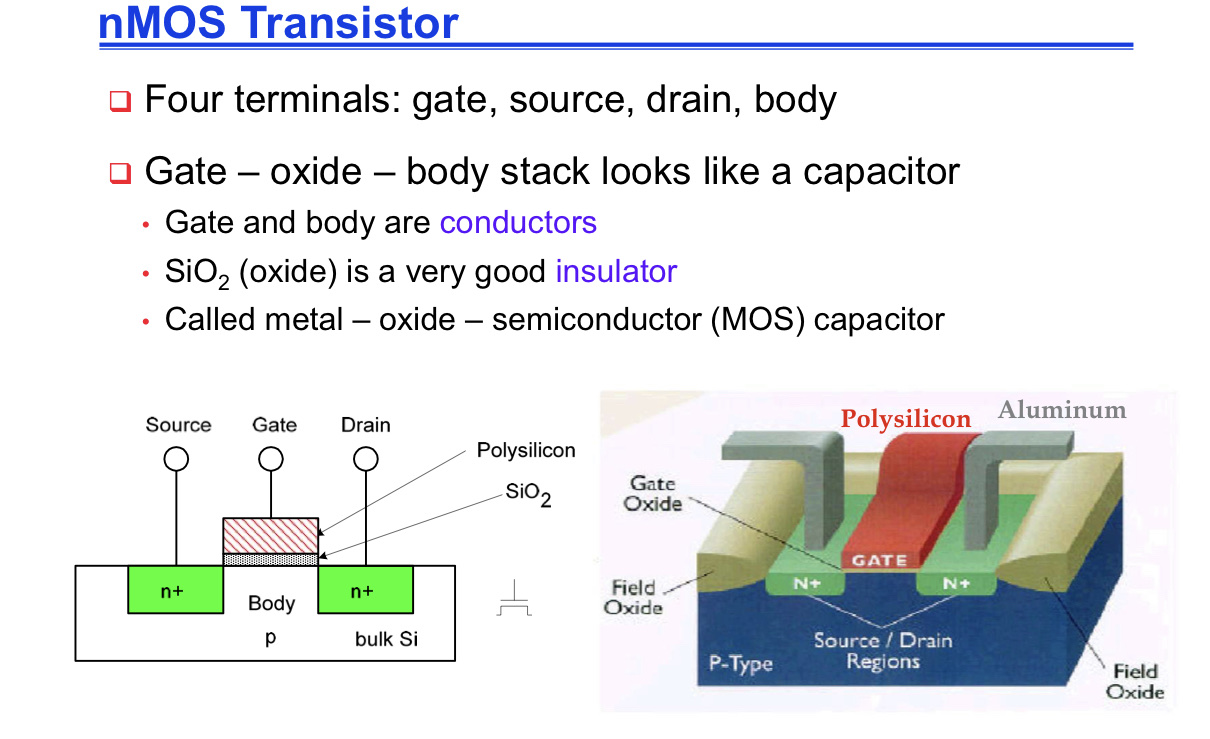 nMOS Transistor
Four terminals: gate, source, drain, body
Gate – oxide – body stack looks like a capacitor
Gate and body are conductors
SiO2 (oxide) is a very good insulator
Called metal – oxide – semiconductor (MOS) capacitor
Source Gate Drain
Polysilicon
SiO2
n+ n+
Body
p
bulk Si
Polysilicon Aluminum
Gate
Oxide
GATE
N+ N+
Field
Oxide
Source / Drain
Regions
P-Type
Field
Oxide